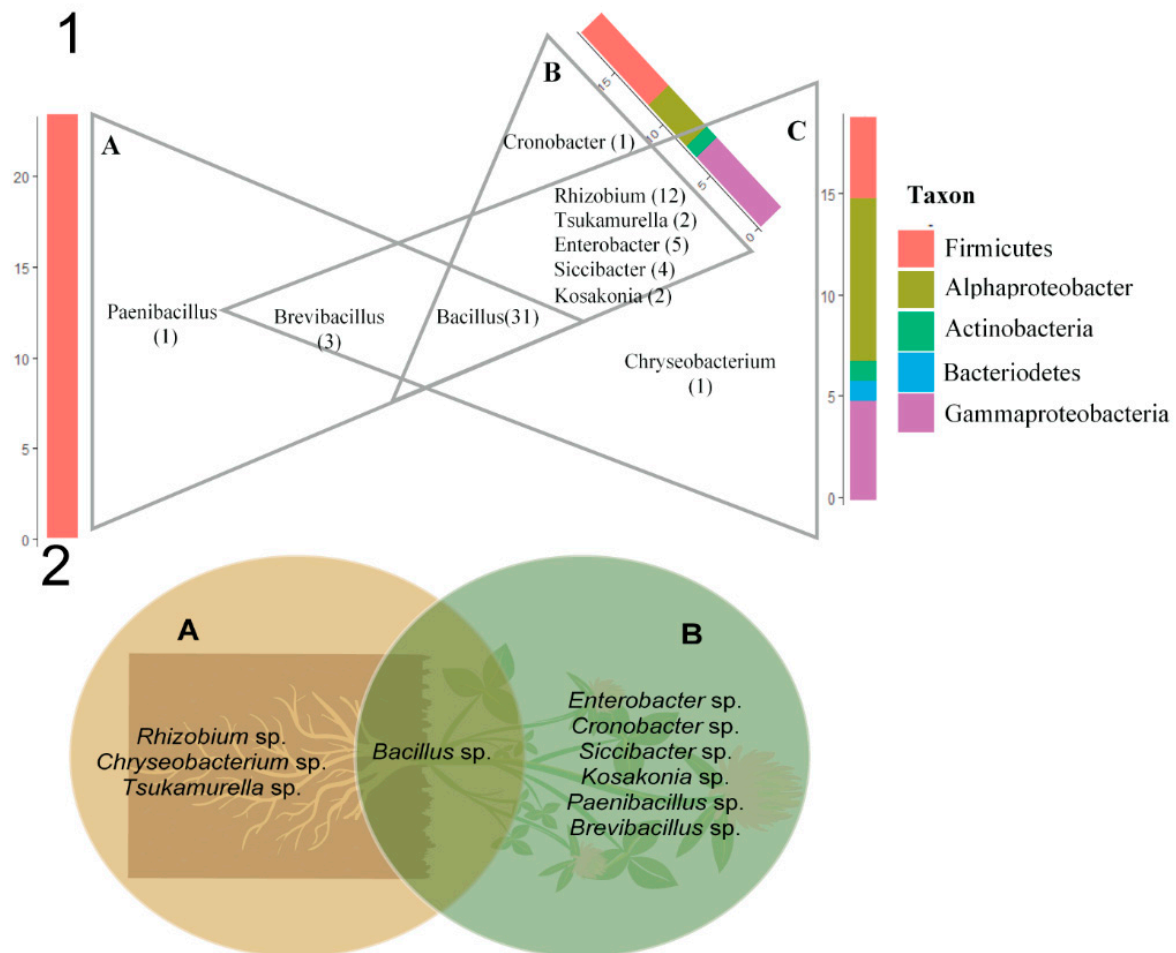 1
A
B
C
Cronobacter (1)
Rhizobium (12)
Tsukamurella (2)
Enterobacter (5)
Siccibacter (4)
Kosakonia (2)
Paenibacillus
(1)
Brevibacillus
(3)
Bacillus(31)
Chryseobacterium
(1)
20
15
10
5
0
15
10
5
0
15
10
5
0
Taxon
Firmicutes
Alphaproteobacter
Actinobacteria
Bacteriodetes
Gammaproteobacteria
2
A
B
Rhizobium sp.
Chryseobacterium sp.
Tsukamurella sp.
Bacillus sp.
Enterobacter sp.
Cronobacter sp.
Siccibacter sp.
Kosakonia sp.
Paenibacillus sp.
Brevibacillus sp.